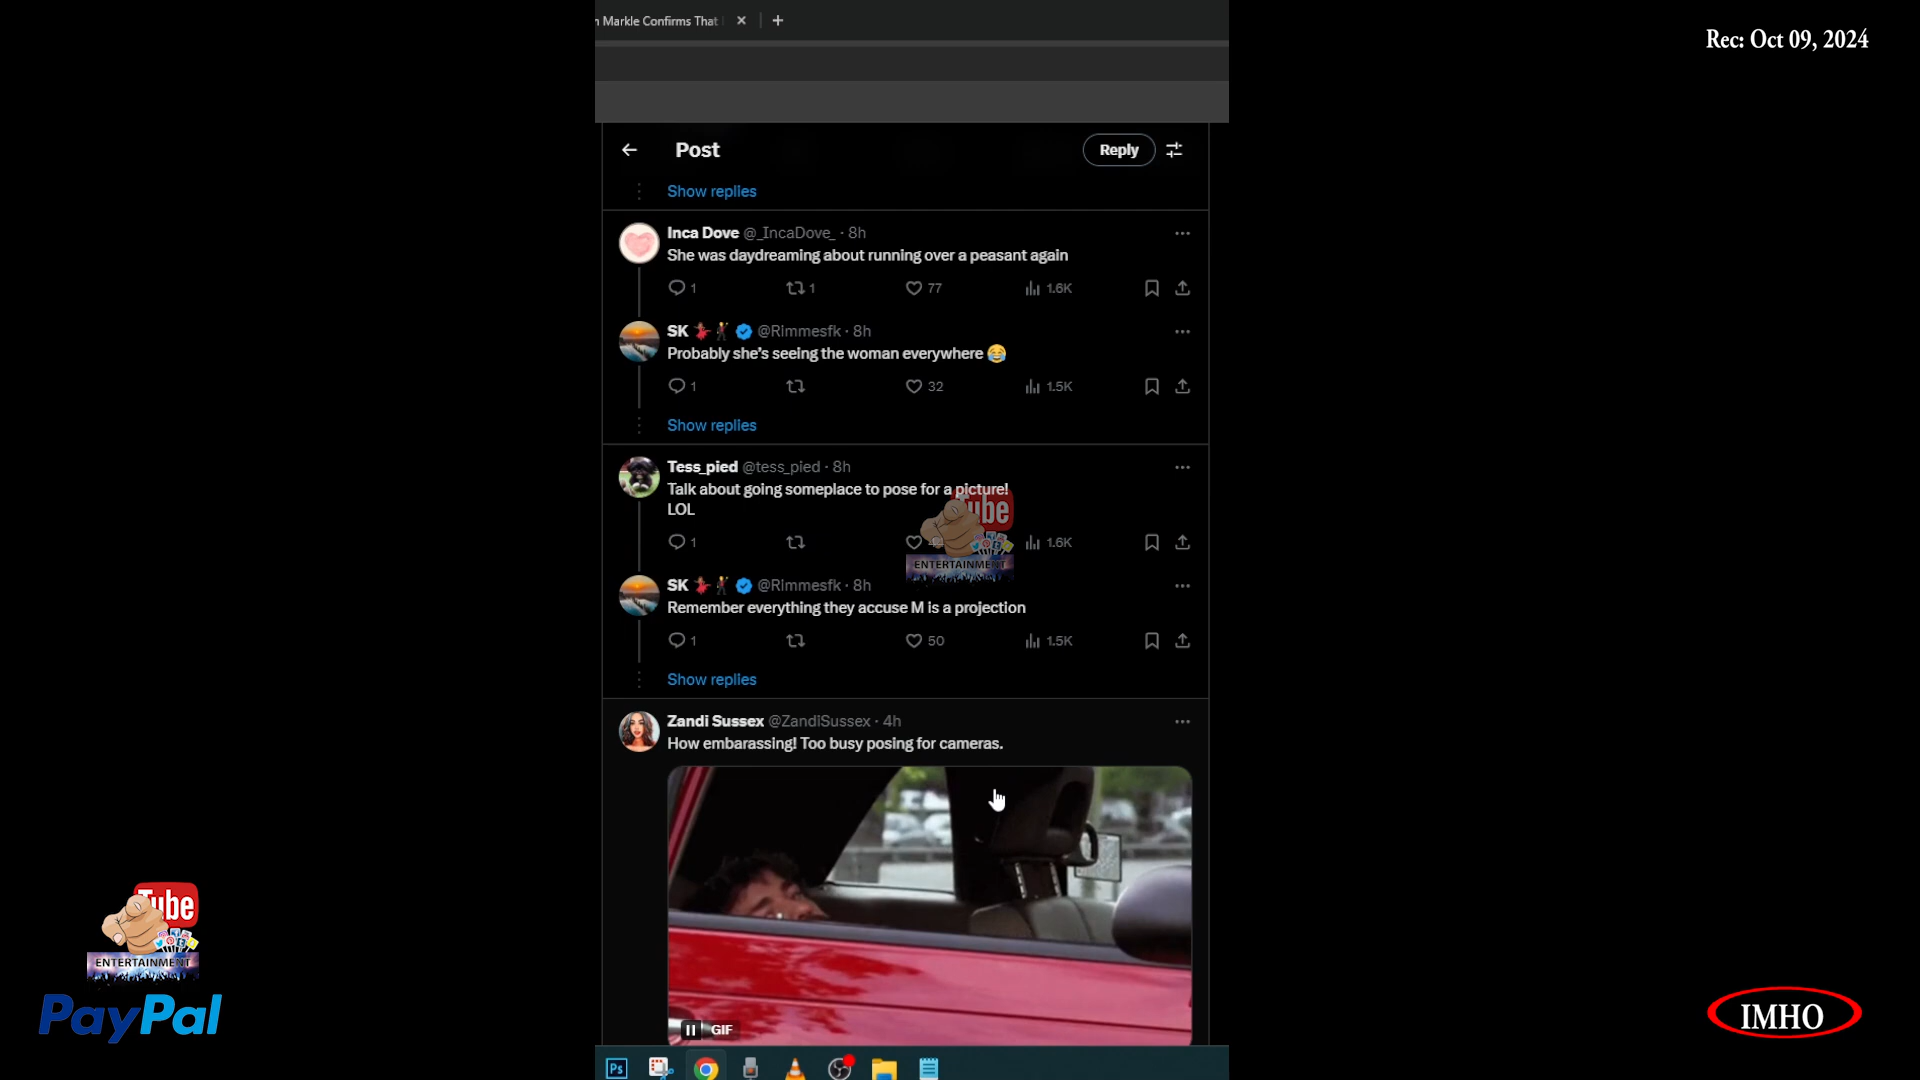 n Markle Confirms That
Rec: Oct 09, 2024
Post
Reply
Show replies
Inca Dove @_IncaDove_ · 8h
She was daydreaming about running over a peasant again
1 1 77 1.6K
SK @Rimmesfk · 8h
Probably she's seeing the woman everywhere 😂
1 32 1.5K
Show replies
Tess_pied @tess_pied · 8h
Talk about going someplace to pose for a picture!
LOL
1 1.6K
Tube
ENTERTAINMENT
SK @Rimmesfk · 8h
Remember everything they accuse M is a projection
1 50 1.5K
Show replies
Zandi Sussex @ZandiSussex · 4h
How embarassing! Too busy posing for cameras.
GIF
Tube
ENTERTAINMENT
PayPal
IMHO
Ps